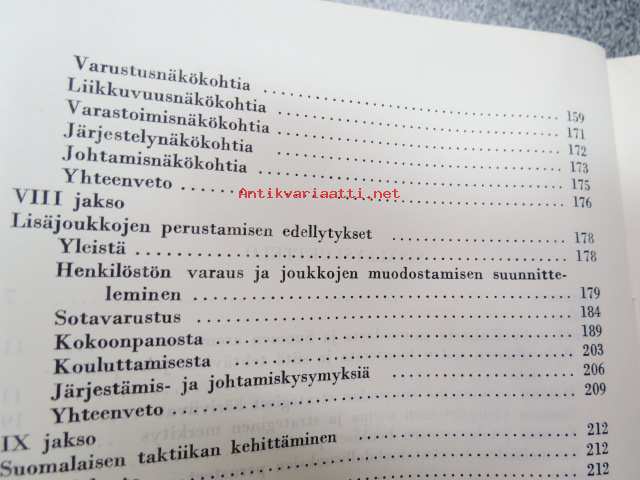 Varustusnäkökohtia ........ 159
Liikkuvuusnäkökohtia ........ 171
Varastoimisnäkökohtia ........ 172
Järjestelynäkökohtia ........ 173
Johtamisnäkökohtia ........ 175
Yhteenveto ........ 176
Antikvariaatti.net
VIII jakso
Lisäjoukkojen perustamisen edellytykset ........ 178
Yleistä ........ 178
Henkilöstön varaus ja joukkojen muodostamisen suunnitte-
leminen ........ 179
Sotavarustus ........ 184
Kokoonpanosta ........ 189
Kouluttamisesta ........ 203
Järjestämis- ja johtamiskysymyksiä ........ 206
Yhteenveto ........ 209
IX jakso
Suomalaisen taktiikan kehittäminen ........ 212
212
212